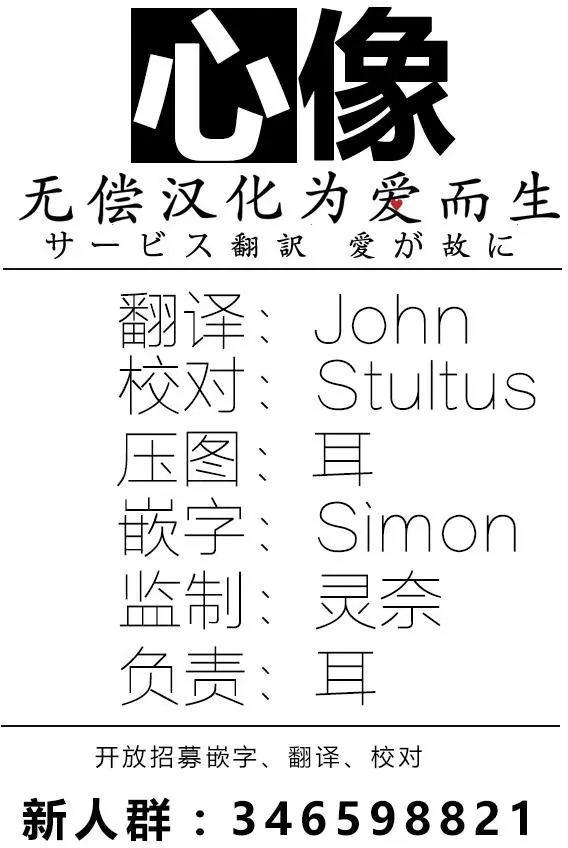 心像
无偿汉化为爱而生
サービス翻訳 愛が故に
翻译：John
校对：Stultus
压图：耳
嵌字：Simon
监制：灵奈
负责：耳
开放招募嵌字、翻译、校对
新人群：346598821